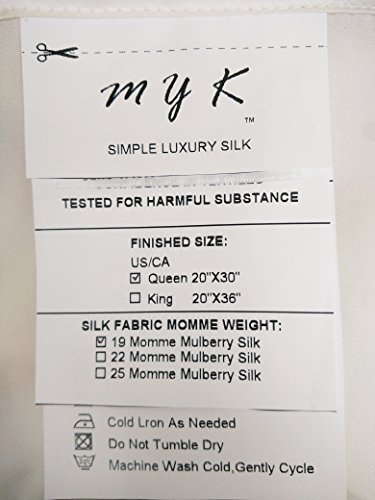 myk
TM
SIMPLE LUXURY SILK
TESTED FOR HARMFUL SUBSTANCE
FINISHED SIZE:
US/CA
Queen 20"X30"
King 20"X36"
SILK FABRIC MOMME WEIGHT:
19 Momme Mulberry Silk
22 Momme Mulberry Silk
25 Momme Mulberry Silk
Cold Lron As Needed
Do Not Tumble Dry
Machine Wash Cold,Gently Cycle